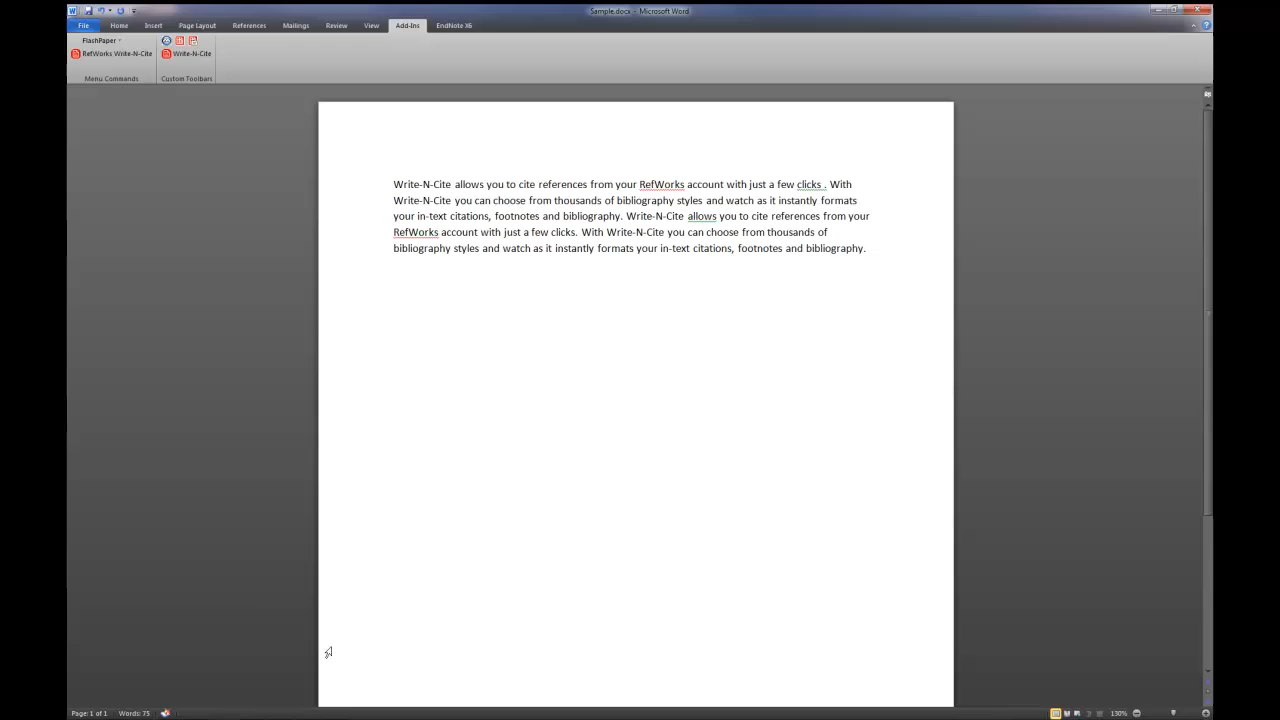 Sample.docx - Microsoft Word
File Home Insert Page Layout References Mailings Review View Add-Ins EndNote X6
FlashPaper
RefWorks Write-N-Cite Write-N-Cite
Menu Commands Custom Toolbars
Write-N-Cite allows you to cite references from your RefWorks account with just a few clicks . With
Write-N-Cite you can choose from thousands of bibliography styles and watch as it instantly formats
your in-text citations, footnotes and bibliography. Write-N-Cite allows you to cite references from your
RefWorks account with just a few clicks. With Write-N-Cite you can choose from thousands of
bibliography styles and watch as it instantly formats your in-text citations, footnotes and bibliography.
Page: 1 of 1 Words: 75 130%